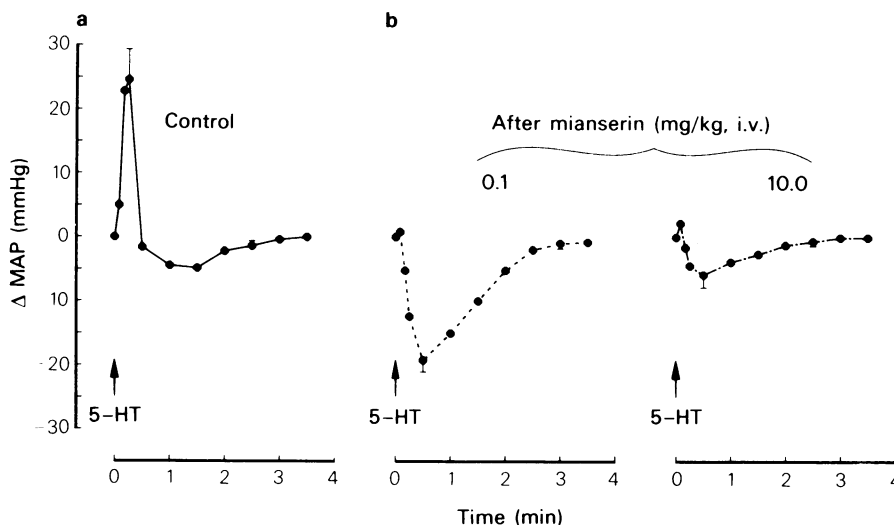 a
b
30
20
10
0
10
-20
-30
Δ MAP (mmHg)
Control
After mianserin (mg/kg, i.v.)
0.1
10.0
5-HT
5-HT
5-HT
0 1 2 3 4
0 1 2 3 4
0 1 2 3 4
Time (min)